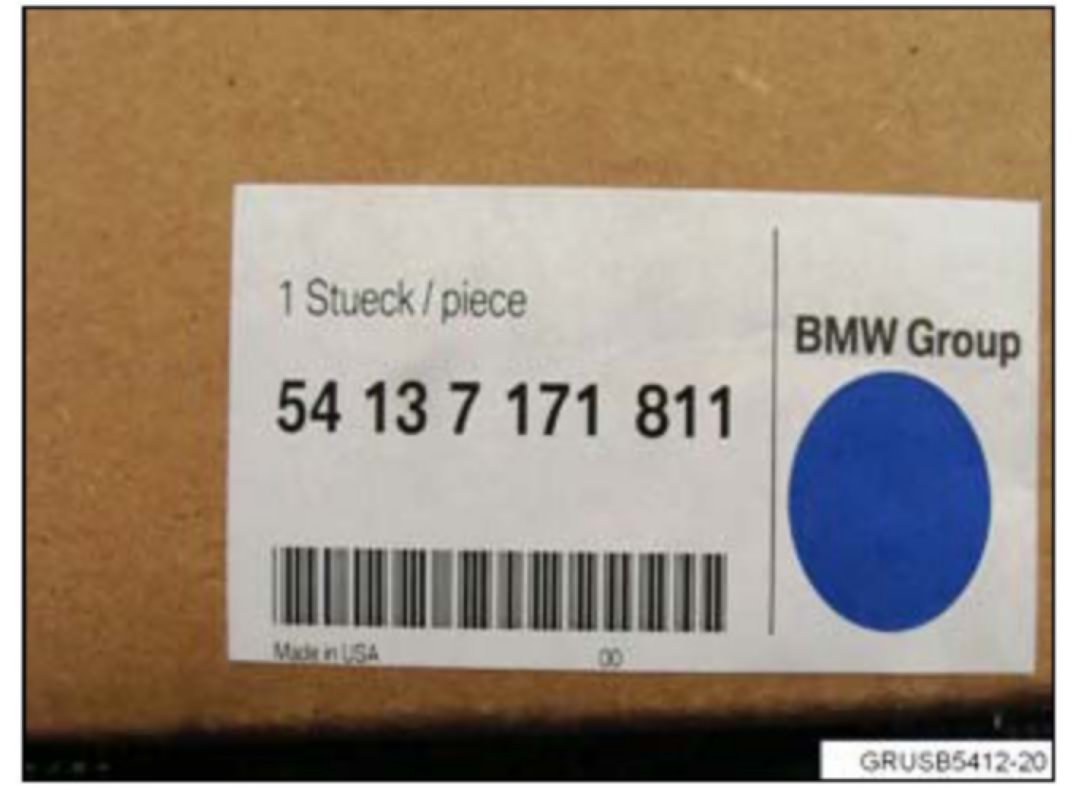 1 Stueck / piece
54 13 7 171 811
BMW Group
Made in USA 00
GRUSB5412-20